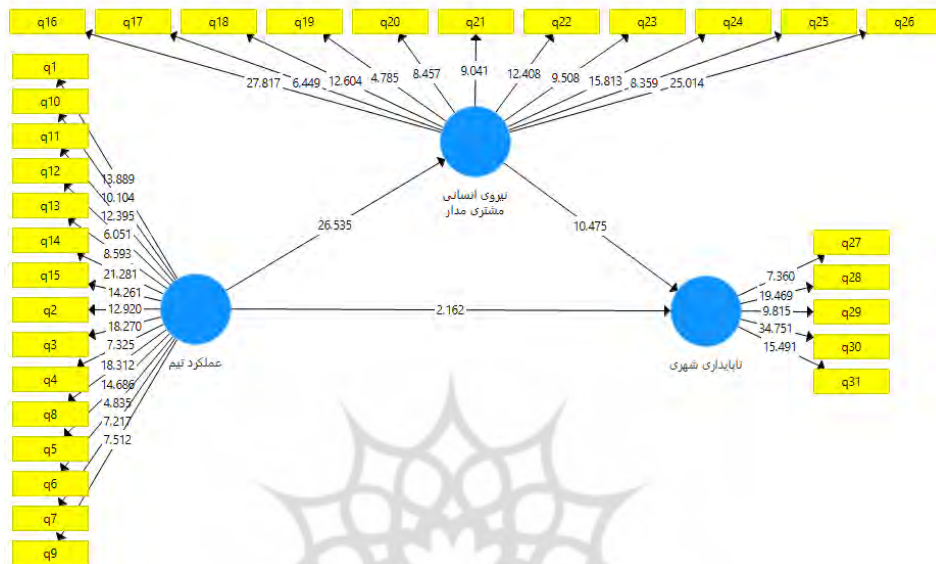 q16 q17 q18 q19 q20 q21 q22 q23 q24 q25 q26
27.817 6.449 12.604 4.785 8.457 9.041 12.408 9.508 15.813 8.359 25.014
q1
q10
q11
q12
q13
q14
q15
q2
q3
q4
q8
q5
q6
q7
q9
13.889
10.104
12.395
6.051
8.593
21.281
14.261
12.920
18.270
7.325
18.312
14.686
4.835
7.217
7.512
عملکرد تیم
26.535
نیروی انسانی
مشتری مدار
10.475
2.162
ناپایداری شهری
7.360
19.469
9.815
34.751
15.491
q27
q28
q29
q30
q31